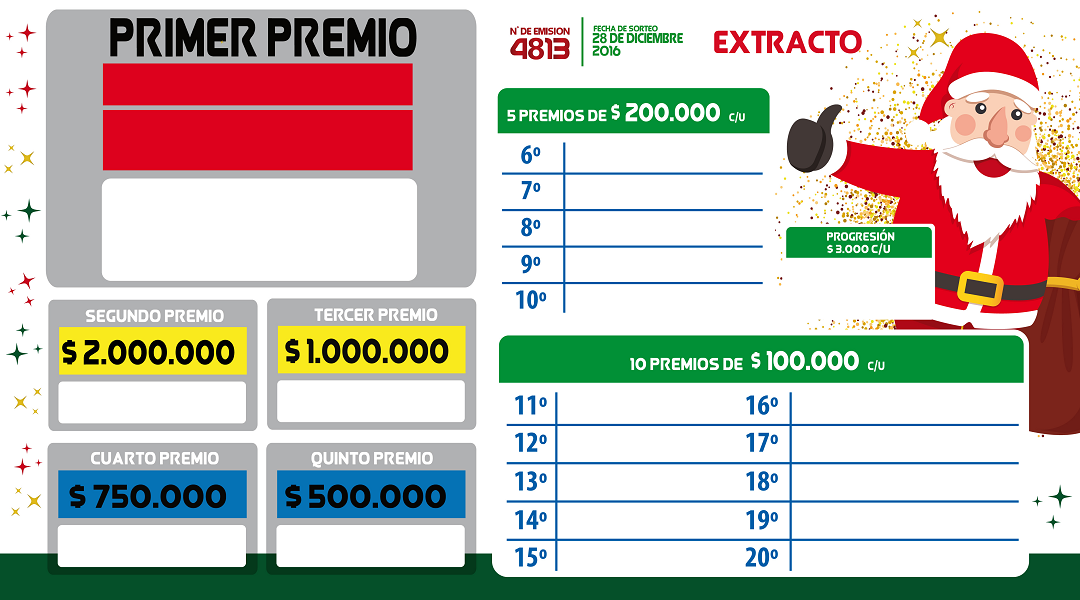 PRIMER PREMIO
SEGUNDO PREMIO
$ 2.000.000
TERCER PREMIO
$ 1.000.000
CUARTO PREMIO
$ 750.000
QUINTO PREMIO
$ 500.000
N° DE EMISION
4813
FECHA DE SORTEO
28 DE DICIEMBRE
2016
EXTRACTO
5 PREMIOS DE $ 200.000 C/U
6º
7º
8º
9º
10º
PROGRESIÓN
$ 3.000 C/U
10 PREMIOS DE $ 100.000 C/U
11º
12º
13º
14º
15º
16º
17º
18º
19º
20º